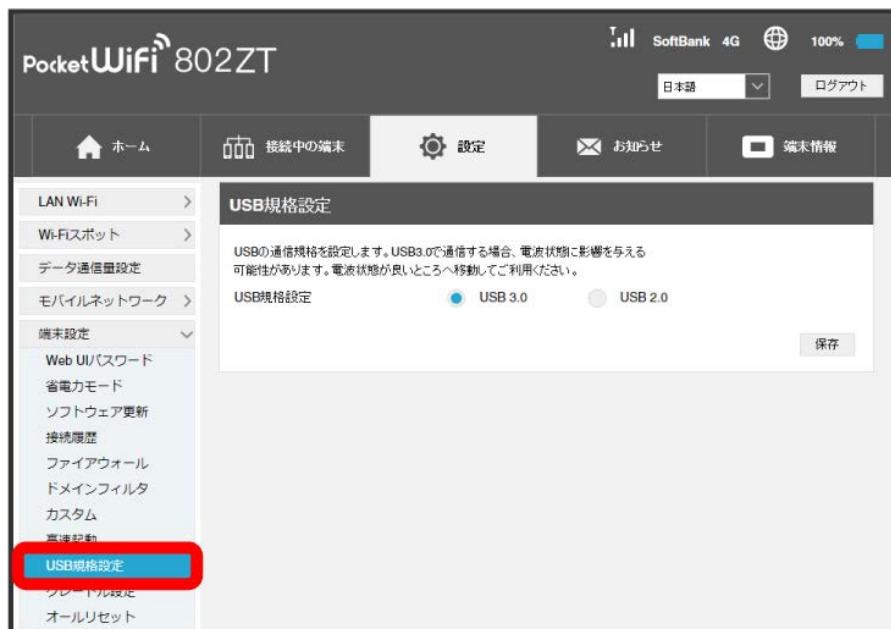 SoftBank 4G 100%
Pocket WiFi 802ZT
日本語 ログアウト
ホーム 接続中の端末 設定 お知らせ 端末情報
LAN Wi-Fi
Wi-Fiスポット
データ通信量設定
モバイルネットワーク
端末設定
Web UIパスワード
省電力モード
ソフトウェア更新
接続履歴
ファイアウォール
ドメインフィルタ
カスタム
高速起動
USB規格設定
クレードル設定
オールリセット
USB規格設定
USBの通信規格を設定します。USB3.0で通信する場合、電波状態に影響を与える
可能性があります。電波状態が良いところへ移動してご利用ください。
USB規格設定 USB 3.0 USB 2.0
保存